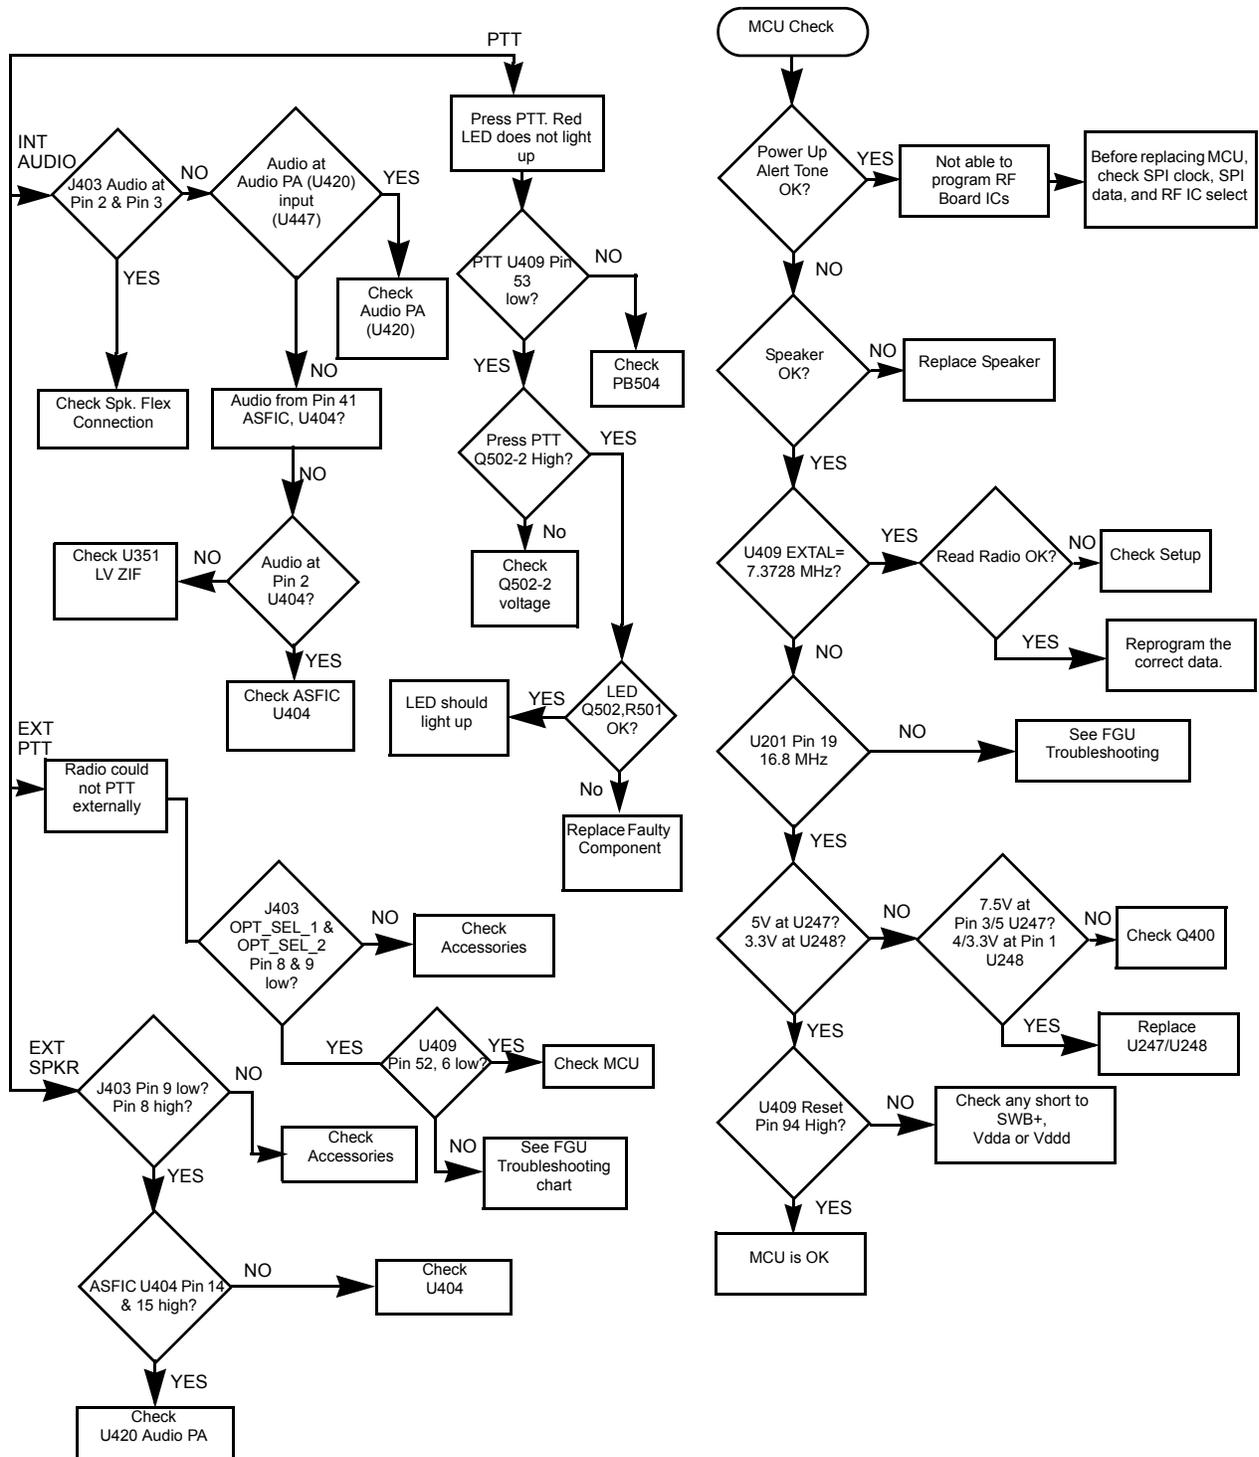 PTT
Press PTT. Red
LED does not light
up
PTT U409 Pin
53
low?
NO
Check
PB504
YES
Press PTT
Q502-2 High?
YES
No
Check
Q502-2
voltage
LED
Q502,R501
OK?
YES
LED should
light up
No
Replace Faulty
Component
INT
AUDIO
J403 Audio at
Pin 2 & Pin 3
NO
YES
Check Spk. Flex
Connection
Audio at
Audio PA (U420)
input
(U447)
YES
Check
Audio PA
(U420)
NO
Audio from Pin 41
ASFIC, U404?
NO
Audio at
Pin 2
U404?
NO
Check U351
LV ZIF
YES
Check ASFIC
U404
EXT
PTT
Radio could
not PTT
externally
J403
OPT_SEL_1 &
OPT_SEL_2
Pin 8 & 9
low?
NO
Check
Accessories
YES
U409
Pin 52, 6 low?
YES
Check MCU
NO
See FGU
Troubleshooting
chart
EXT
SPKR
J403 Pin 9 low?
Pin 8 high?
NO
Check
Accessories
YES
ASFIC U404 Pin 14
& 15 high?
NO
Check
U404
YES
Check
U420 Audio PA
MCU Check
Power Up
Alert Tone
OK?
YES
Not able to
program RF
Board ICs
Before replacing MCU,
check SPI clock, SPI
data, and RF IC select
NO
Speaker
OK?
NO
Replace Speaker
YES
U409 EXTAL=
7.3728 MHz?
YES
Read Radio OK?
NO
Check Setup
YES
Reprogram the
correct data.
NO
U201 Pin 19
16.8 MHz
NO
See FGU
Troubleshooting
YES
5V at U247?
3.3V at U248?
NO
7.5V at
Pin 3/5 U247?
4/3.3V at Pin 1
U248
NO
Check Q400
YES
Replace
U247/U248
YES
U409 Reset
Pin 94 High?
NO
Check any short to
SWB+,
Vdda or Vddd
YES
MCU is OK